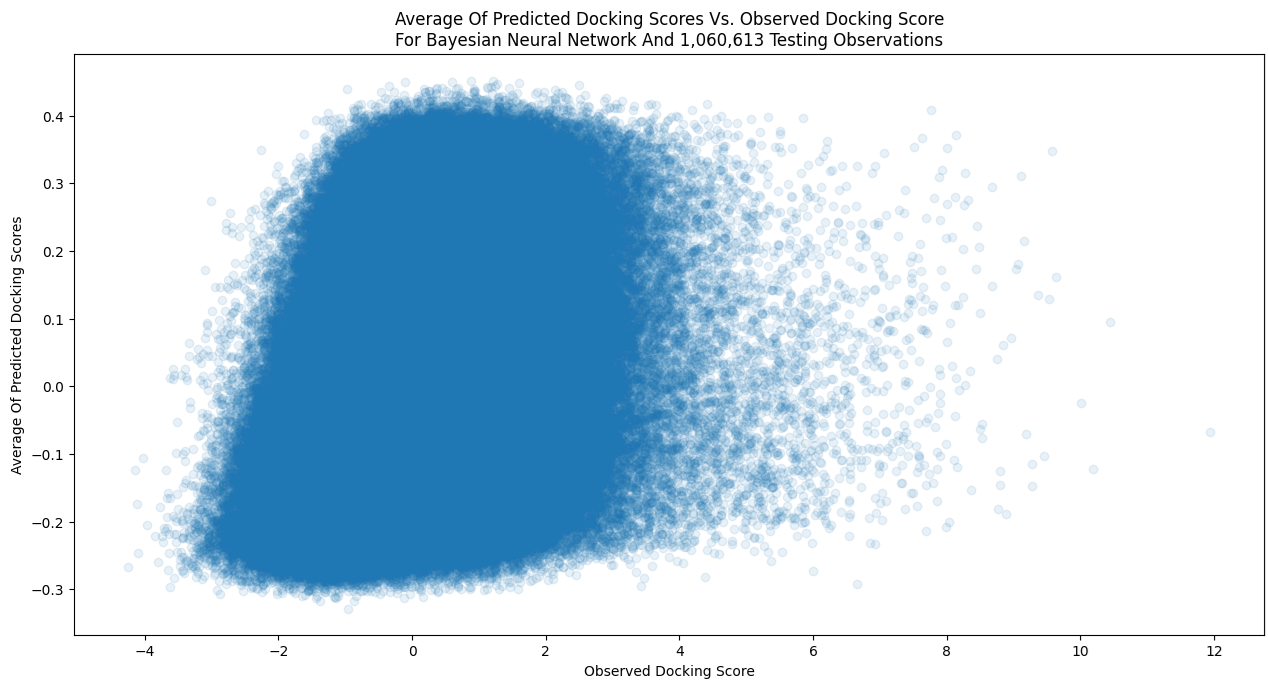 Average Of Predicted Docking Scores Vs. Observed Docking Score
For Bayesian Neural Network And 1,060,613 Testing Observations
Average Of Predicted Docking Scores
0.4
0.3
0.2
0.1
0.0
−0.1
−0.2
−0.3
−4 −2 0 2 4 6 8 10 12
Observed Docking Score